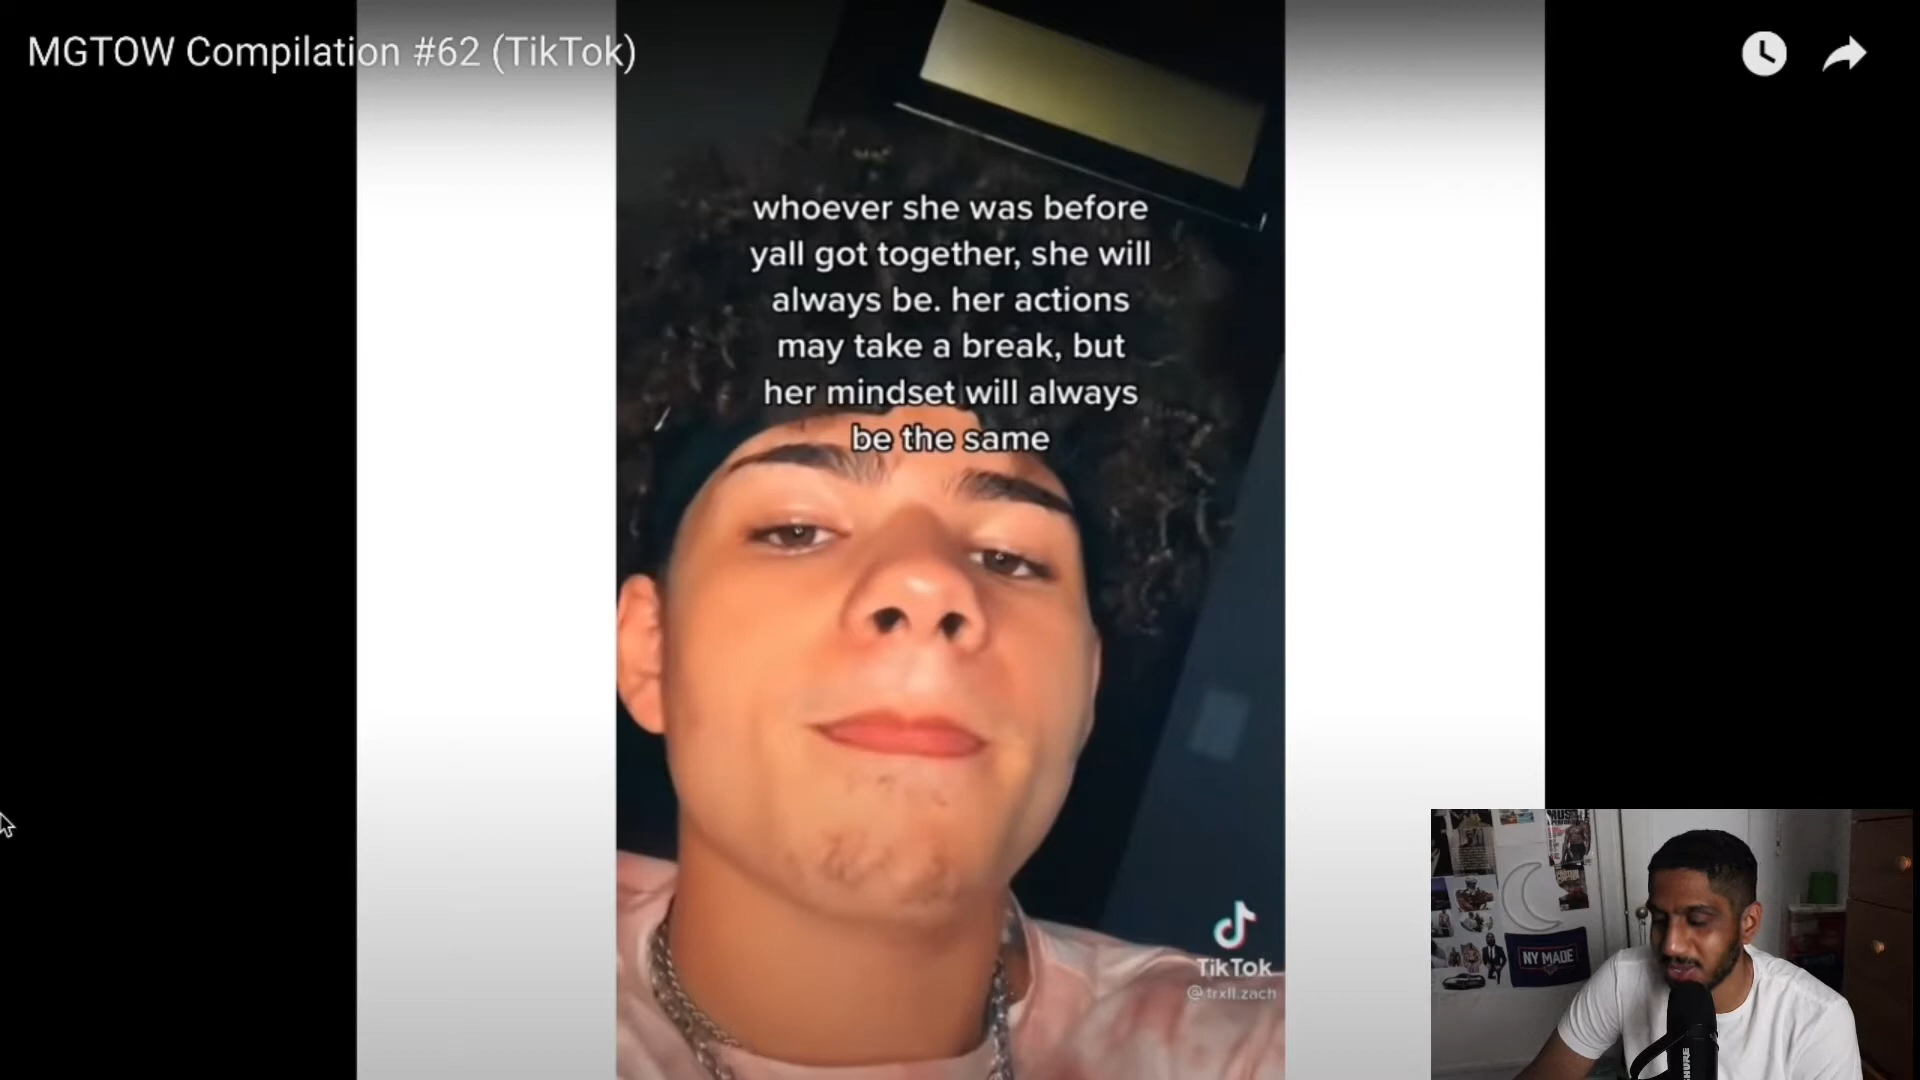 MGTOW Compilation #62 (TikTok)
whoever she was before
yall got together, she will
always be. her actions
may take a break, but
her mindset will always
be the same
TikTok
@trxll.zach
NY MADE
SHURE